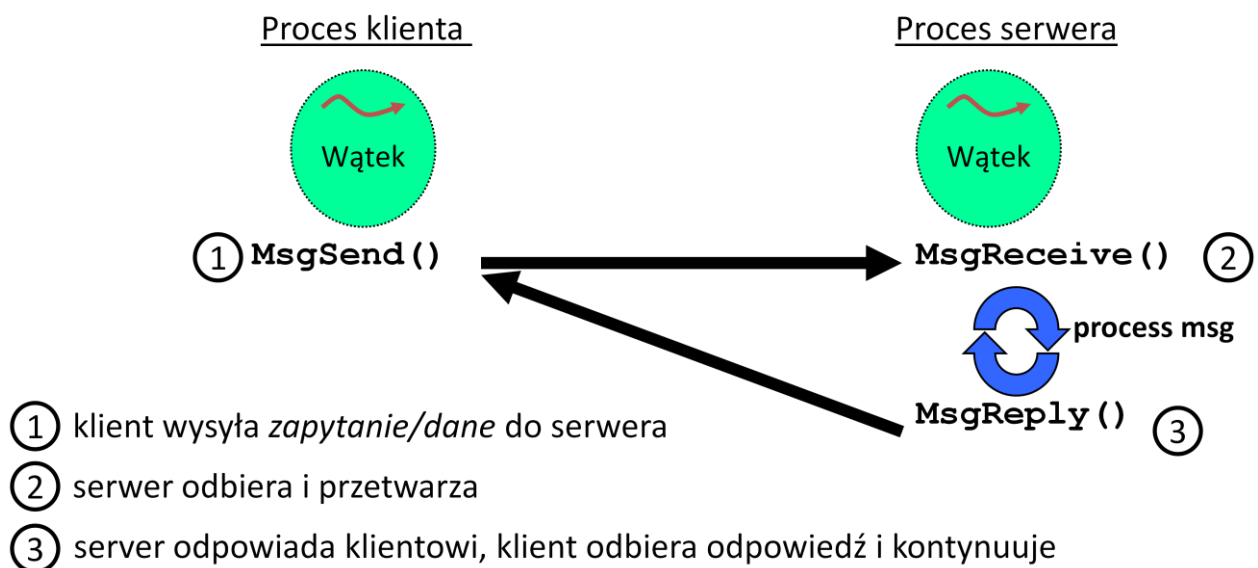 Proces klienta
Proces serwera
Wątek
Wątek
1 MsgSend()
MsgReceive() 2
process msg
MsgReply() 3
1 klient wysyła zapytanie/dane do serwera
2 serwer odbiera i przetwarza
3 server odpowiada klientowi, klient odbiera odpowiedź i kontynuuje